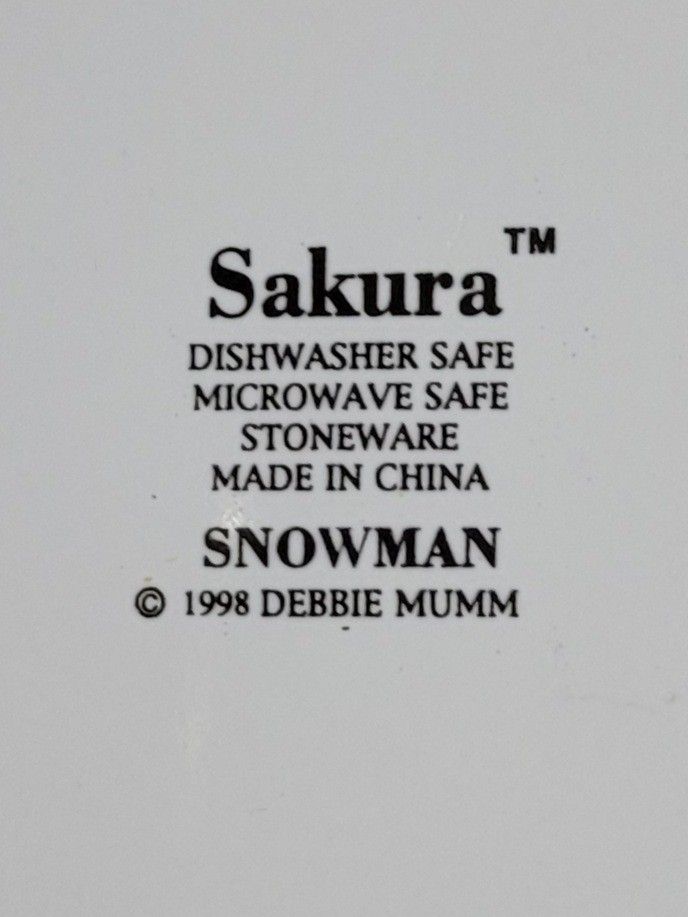 Sakura™
DISHWASHER SAFE
MICROWAVE SAFE
STONEWARE
MADE IN CHINA
SNOWMAN
© 1998 DEBBIE MUMM